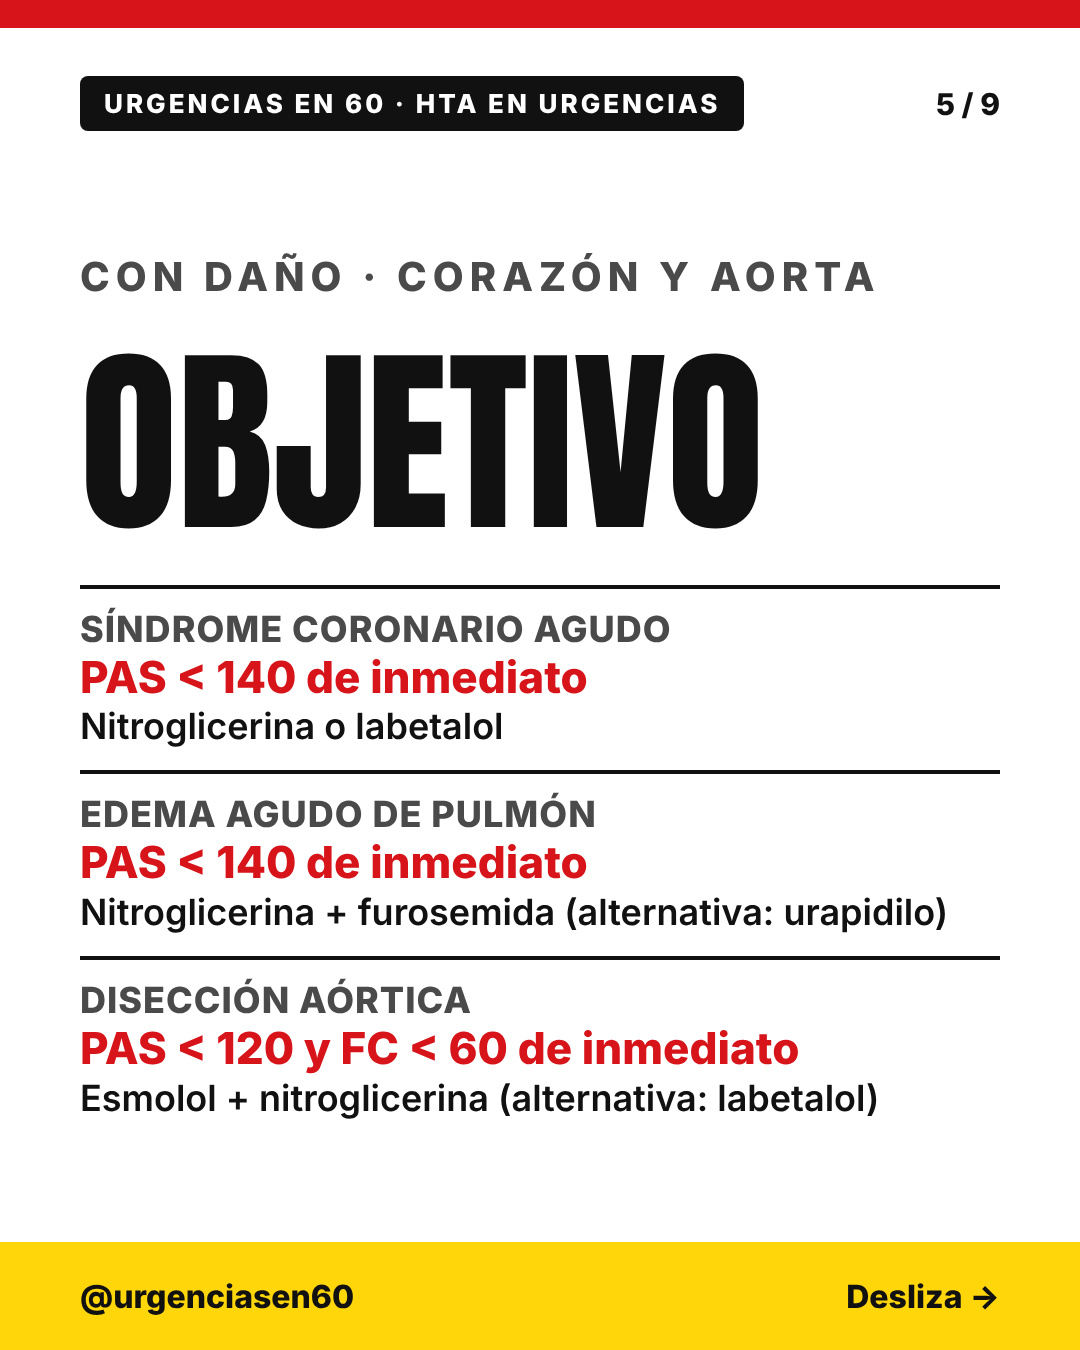 URGENCIAS EN 60 · HTA EN URGENCIAS
5 / 9
CON DAÑO · CORAZÓN Y AORTA
OBJETIVO
SÍNDROME CORONARIO AGUDO
PAS < 140 de inmediato
Nitroglicerina o labetalol
EDEMA AGUDO DE PULMÓN
PAS < 140 de inmediato
Nitroglicerina + furosemida (alternativa: urapidilo)
DISECCIÓN AÓRTICA
PAS < 120 y FC < 60 de inmediato
Esmolol + nitroglicerina (alternativa: labetalol)
@urgenciasen60
Desliza →